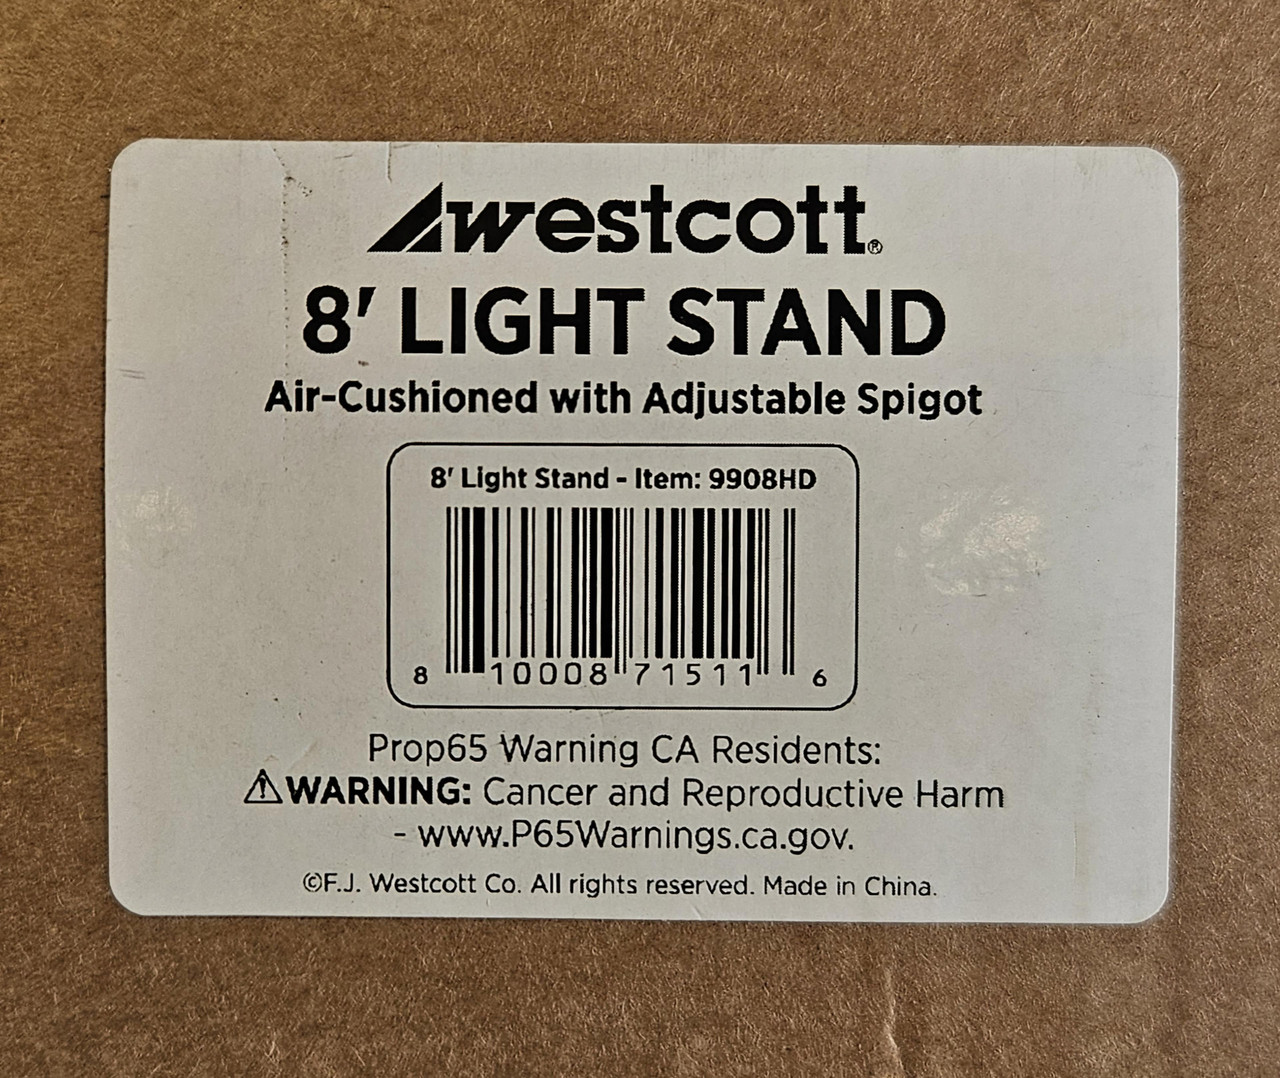 westcott®
8' LIGHT STAND
Air-Cushioned with Adjustable Spigot
8' Light Stand - Item: 9908HD
8 10008 71511 6
Prop65 Warning CA Residents:
⚠WARNING: Cancer and Reproductive Harm
- www.P65Warnings.ca.gov.
©F.J. Westcott Co. All rights reserved. Made in China.